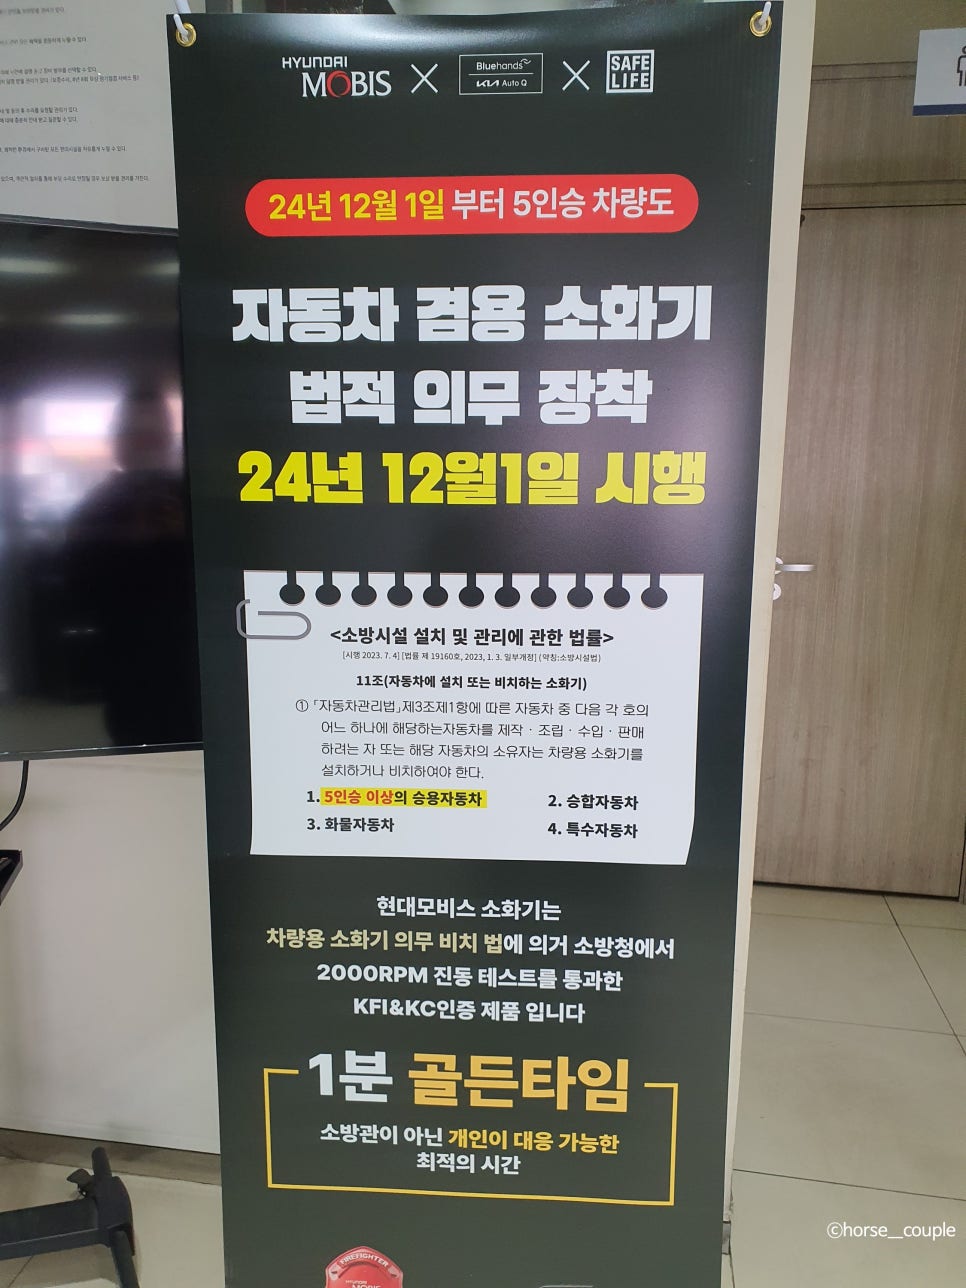 HYUNDAI
MOBIS
Bluehands
KIA Auto Q
SAFE
LIFE
24년 12월 1일 부터 5인승 차량도
자동차 겸용 소화기
법적 의무 장착
24년 12월1일 시행
<소방시설 설치 및 관리에 관한 법률>
[시행 2023. 7. 4] [법률 제 19160호, 2023, 1. 3. 일부개정] (약칭:소방시설법)
11조(자동차에 설치 또는 비치하는 소화기)
① 「자동차관리법」제3조제1항에 따른 자동차 중 다음 각 호의
어느 하나에 해당하는자동차를 제작 · 조립 · 수입 · 판매
하려는 자 또는 해당 자동차의 소유자는 차량용 소화기를
설치하거나 비치하여야 한다.
1. 5인승 이상의 승용자동차 2. 승합자동차
3. 화물자동차 4. 특수자동차
현대모비스 소화기는
차량용 소화기 의무 비치 법에 의거 소방청에서
2000RPM 진동 테스트를 통과한
KFI&KC인증 제품 입니다
1분 골든타임
소방관이 아닌 개인이 대응 가능한
최적의 시간
FIREFIGHTER
HYUNDAI
MOBIS
©horse__couple